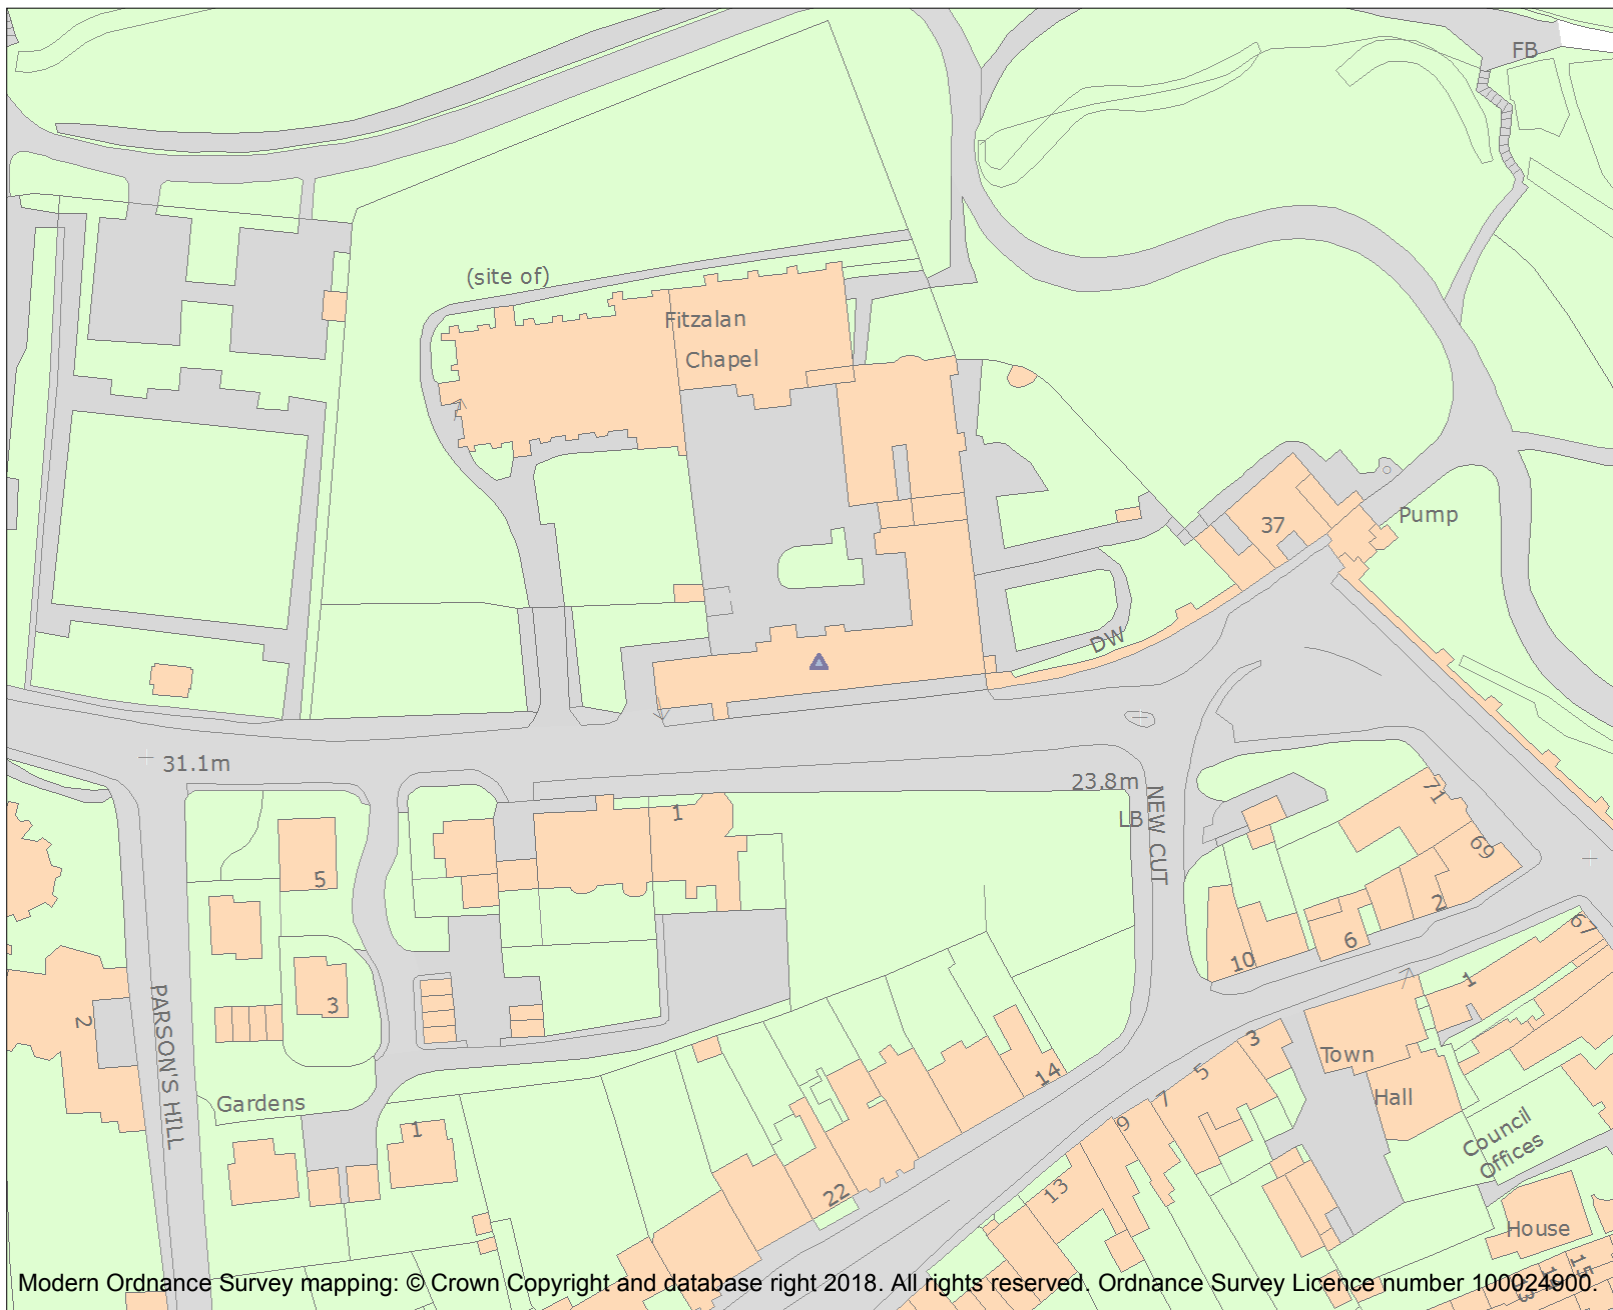 FB
(site of)
Fitzalan
Chapel
37
Pump
DW
31.1m
23.8m
LB
NEW CUT
1
71
69
5
2
6
10
67
3
2
1
PARSON'S HILL
Town
Hall
3
5
7
9
14
Gardens
1
Council
Offices
13
22
House
15
Modern Ordnance Survey mapping: © Crown Copyright and database right 2018. All rights reserved. Ordnance Survey Licence number 100024900.